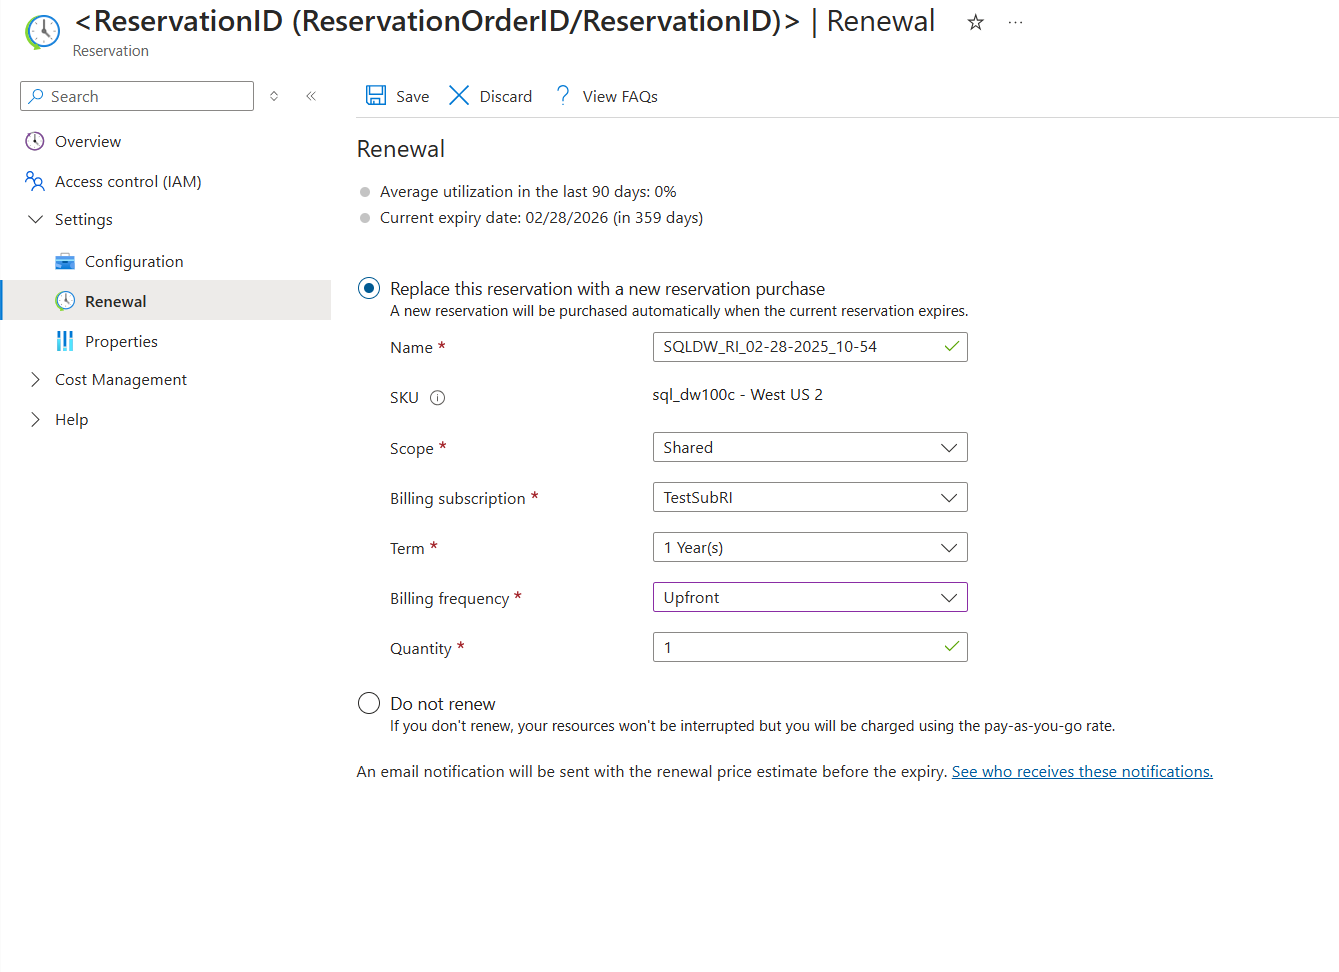 <ReservationID (ReservationOrderID/ReservationID)> | Renewal
Reservation
Search
Save
Discard
View FAQs
Overview
Access control (IAM)
Settings
Configuration
Renewal
Properties
Cost Management
Help
Renewal
Average utilization in the last 90 days: 0%
Current expiry date: 02/28/2026 (in 359 days)
Replace this reservation with a new reservation purchase
A new reservation will be purchased automatically when the current reservation expires.
Name * SQLDW_RI_02-28-2025_10-54
SKU sql_dw100c - West US 2
Scope * Shared
Billing subscription * TestSubRI
Term * 1 Year(s)
Billing frequency * Upfront
Quantity * 1
Do not renew
If you don't renew, your resources won't be interrupted but you will be charged using the pay-as-you-go rate.
An email notification will be sent with the renewal price estimate before the expiry. See who receives these notifications.